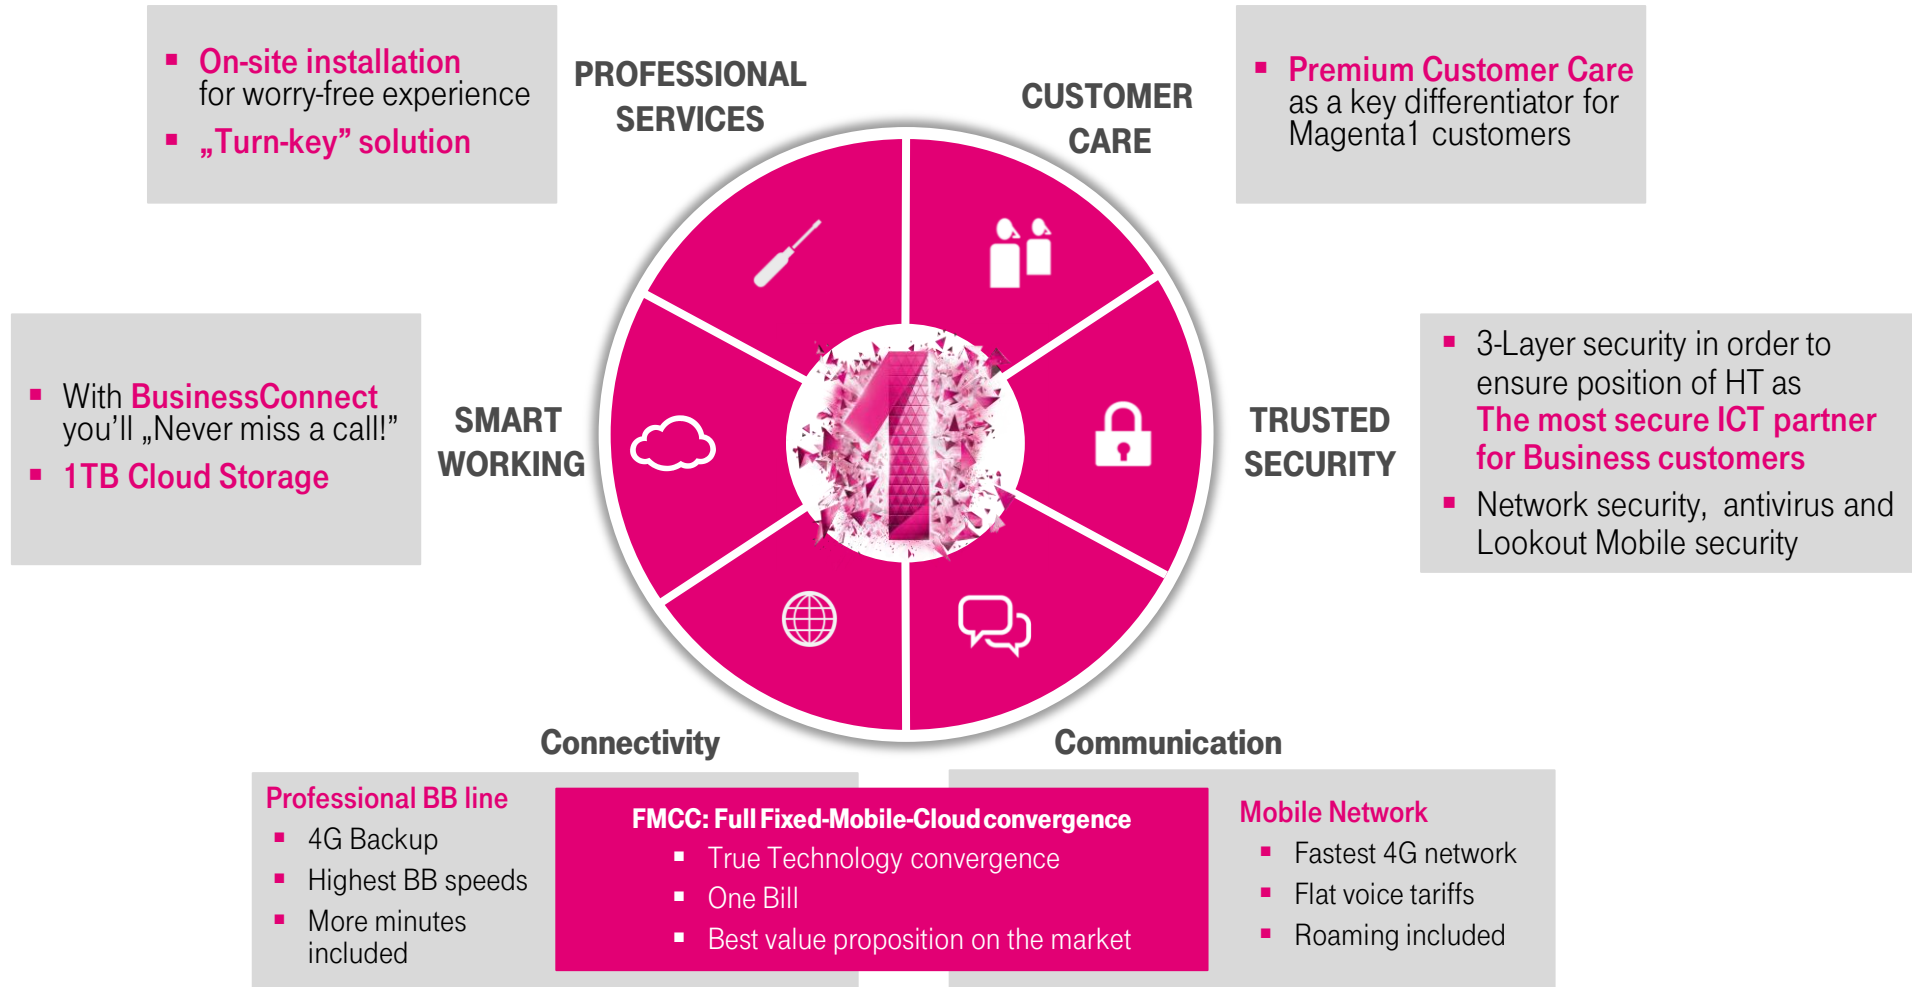 On-site installation
for worry-free experience
„Turn-key” solution
PROFESSIONAL
SERVICES
CUSTOMER
CARE
Premium Customer Care
as a key differentiator for
Magenta1 customers
With BusinessConnect
you’ll „Never miss a call!”
1TB Cloud Storage
SMART
WORKING
1
TRUSTED
SECURITY
3-Layer security in order to
ensure position of HT as
The most secure ICT partner
for Business customers
Network security, antivirus and
Lookout Mobile security
Connectivity
Communication
Professional BB line
4G Backup
Highest BB speeds
More minutes
included
FMCC: Full Fixed-Mobile-Cloud convergence
True Technology convergence
One Bill
Best value proposition on the market
Mobile Network
Fastest 4G network
Flat voice tariffs
Roaming included